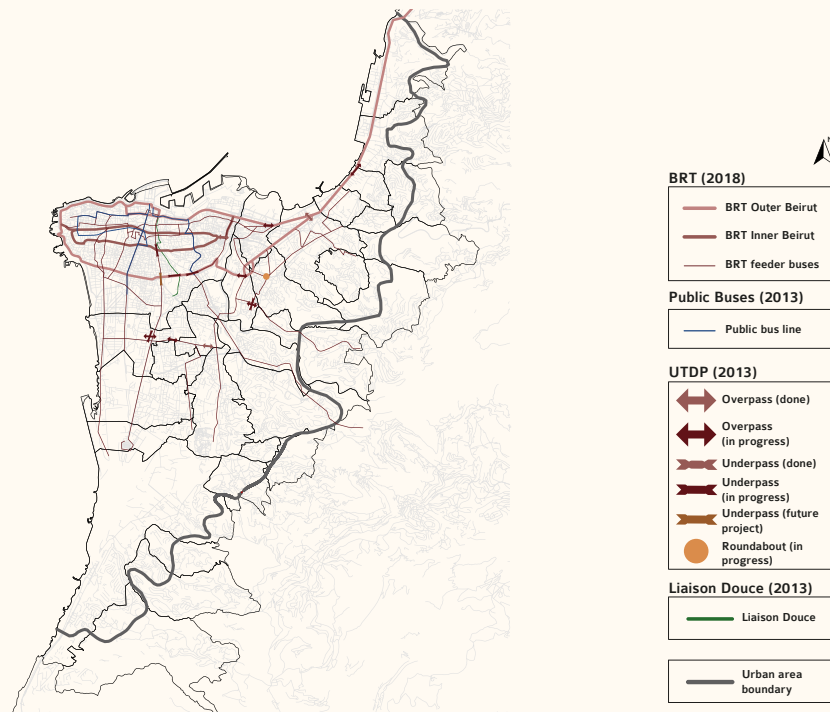 N
BRT (2018)
BRT Outer Beirut
BRT Inner Beirut
BRT feeder buses
Public Buses (2013)
Public bus line
UTDP (2013)
Overpass (done)
Overpass
(in progress)
Underpass (done)
Underpass
(in progress)
Underpass (future
project)
Roundabout (in
progress)
Liaison Douce (2013)
Liaison Douce
Urban area
boundary